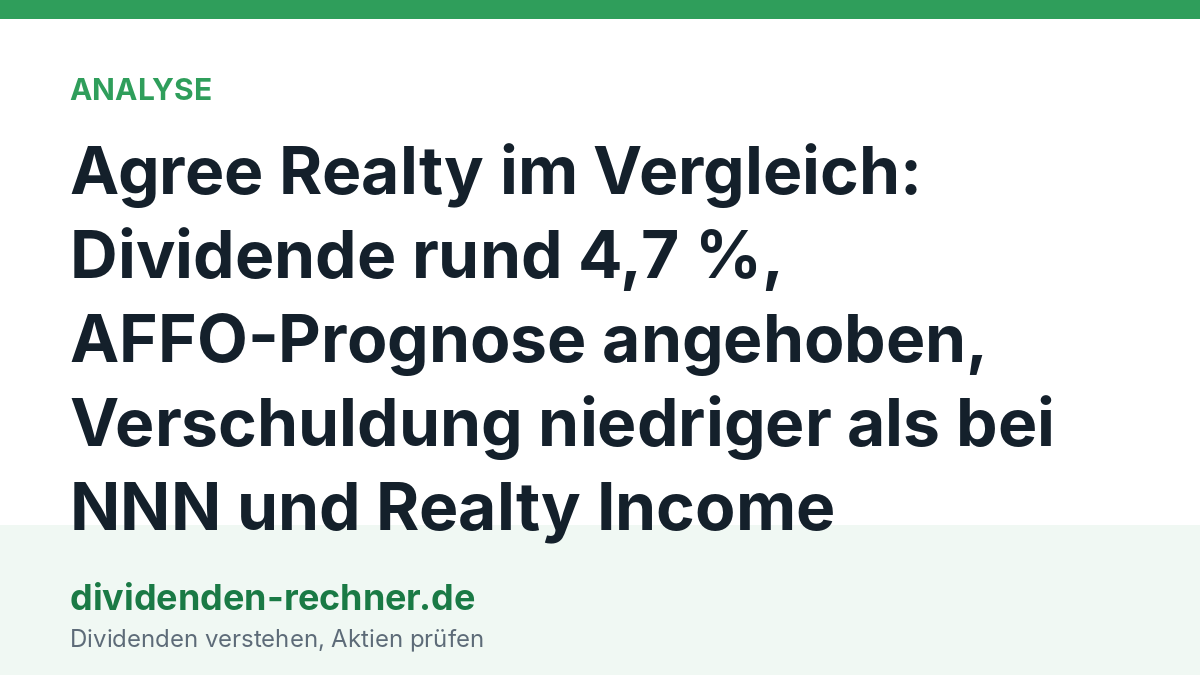 ANALYSE
Agree Realty im Vergleich:
Dividende rund 4,7 %,
AFFO-Prognose angehoben,
Verschuldung niedriger als bei
NNN und Realty Income
dividenden-rechner.de
Dividenden verstehen, Aktien prüfen